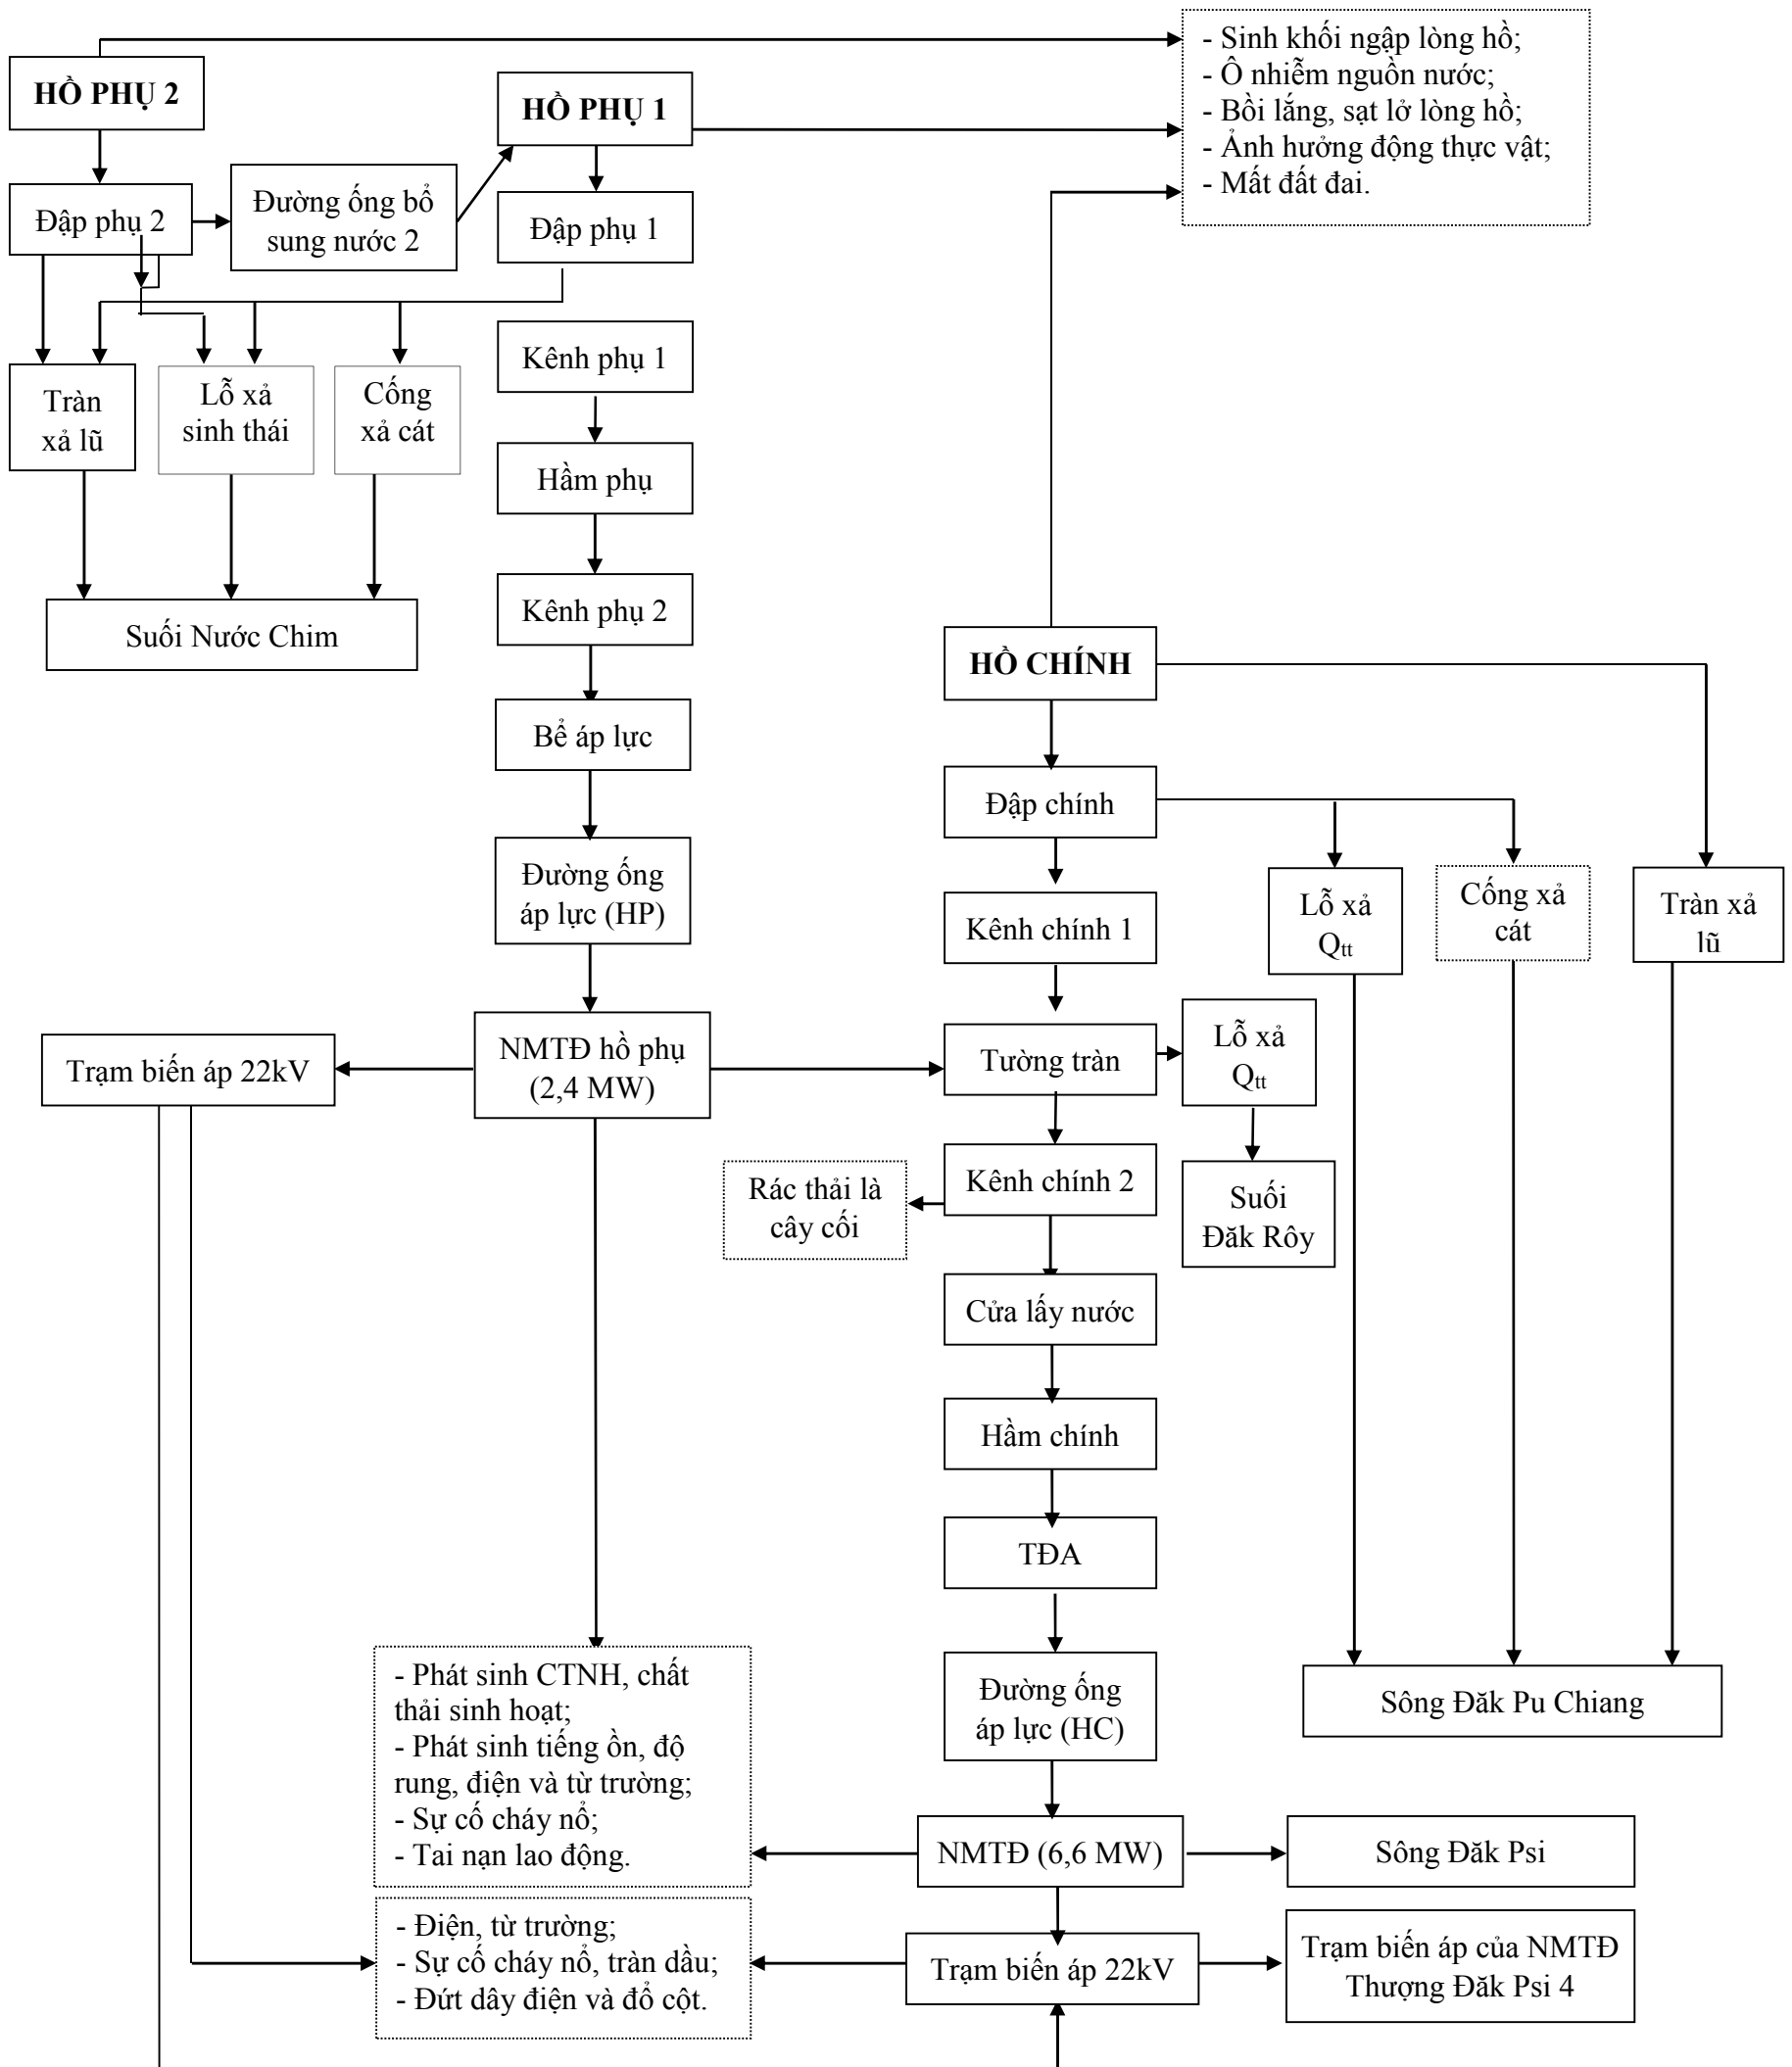 - Sinh khối ngập lòng hồ;
- Ô nhiễm nguồn nước;
- Bồi lắng, sạt lở lòng hồ;
- Ảnh hưởng động thực vật;
- Mất đất đai.
HỒ PHỤ 2
HỒ PHỤ 1
Đập phụ 2
Đường ống bổ
sung nước 2
Đập phụ 1
Tràn
xả lũ
Lỗ xả
sinh thái
Cống
xả cát
Kênh phụ 1
Hầm phụ
Kênh phụ 2
Suối Nước Chim
HỒ CHÍNH
Bể áp lực
Đập chính
Đường ống
áp lực (HP)
Kênh chính 1
Lỗ xả
Qtt
Cống xả
cát
Tràn xả
lũ
Trạm biến áp 22kV
NMTĐ hồ phụ
(2,4 MW)
Tường tràn
Lỗ xả
Qtt
Rác thải là
cây cối
Kênh chính 2
Suối
Đăk Rôy
Cửa lấy nước
Hầm chính
TĐA
- Phát sinh CTNH, chất
thải sinh hoạt;
- Phát sinh tiếng ồn, độ
rung, điện và từ trường;
- Sự cố cháy nổ;
- Tai nạn lao động.
Đường ống
áp lực (HC)
Sông Đăk Pu Chiang
NMTĐ (6,6 MW)
Sông Đăk Psi
- Điện, từ trường;
- Sự cố cháy nổ, tràn dầu;
- Đứt dây điện và đổ cột.
Trạm biến áp 22kV
Trạm biến áp của NMTĐ
Thượng Đăk Psi 4